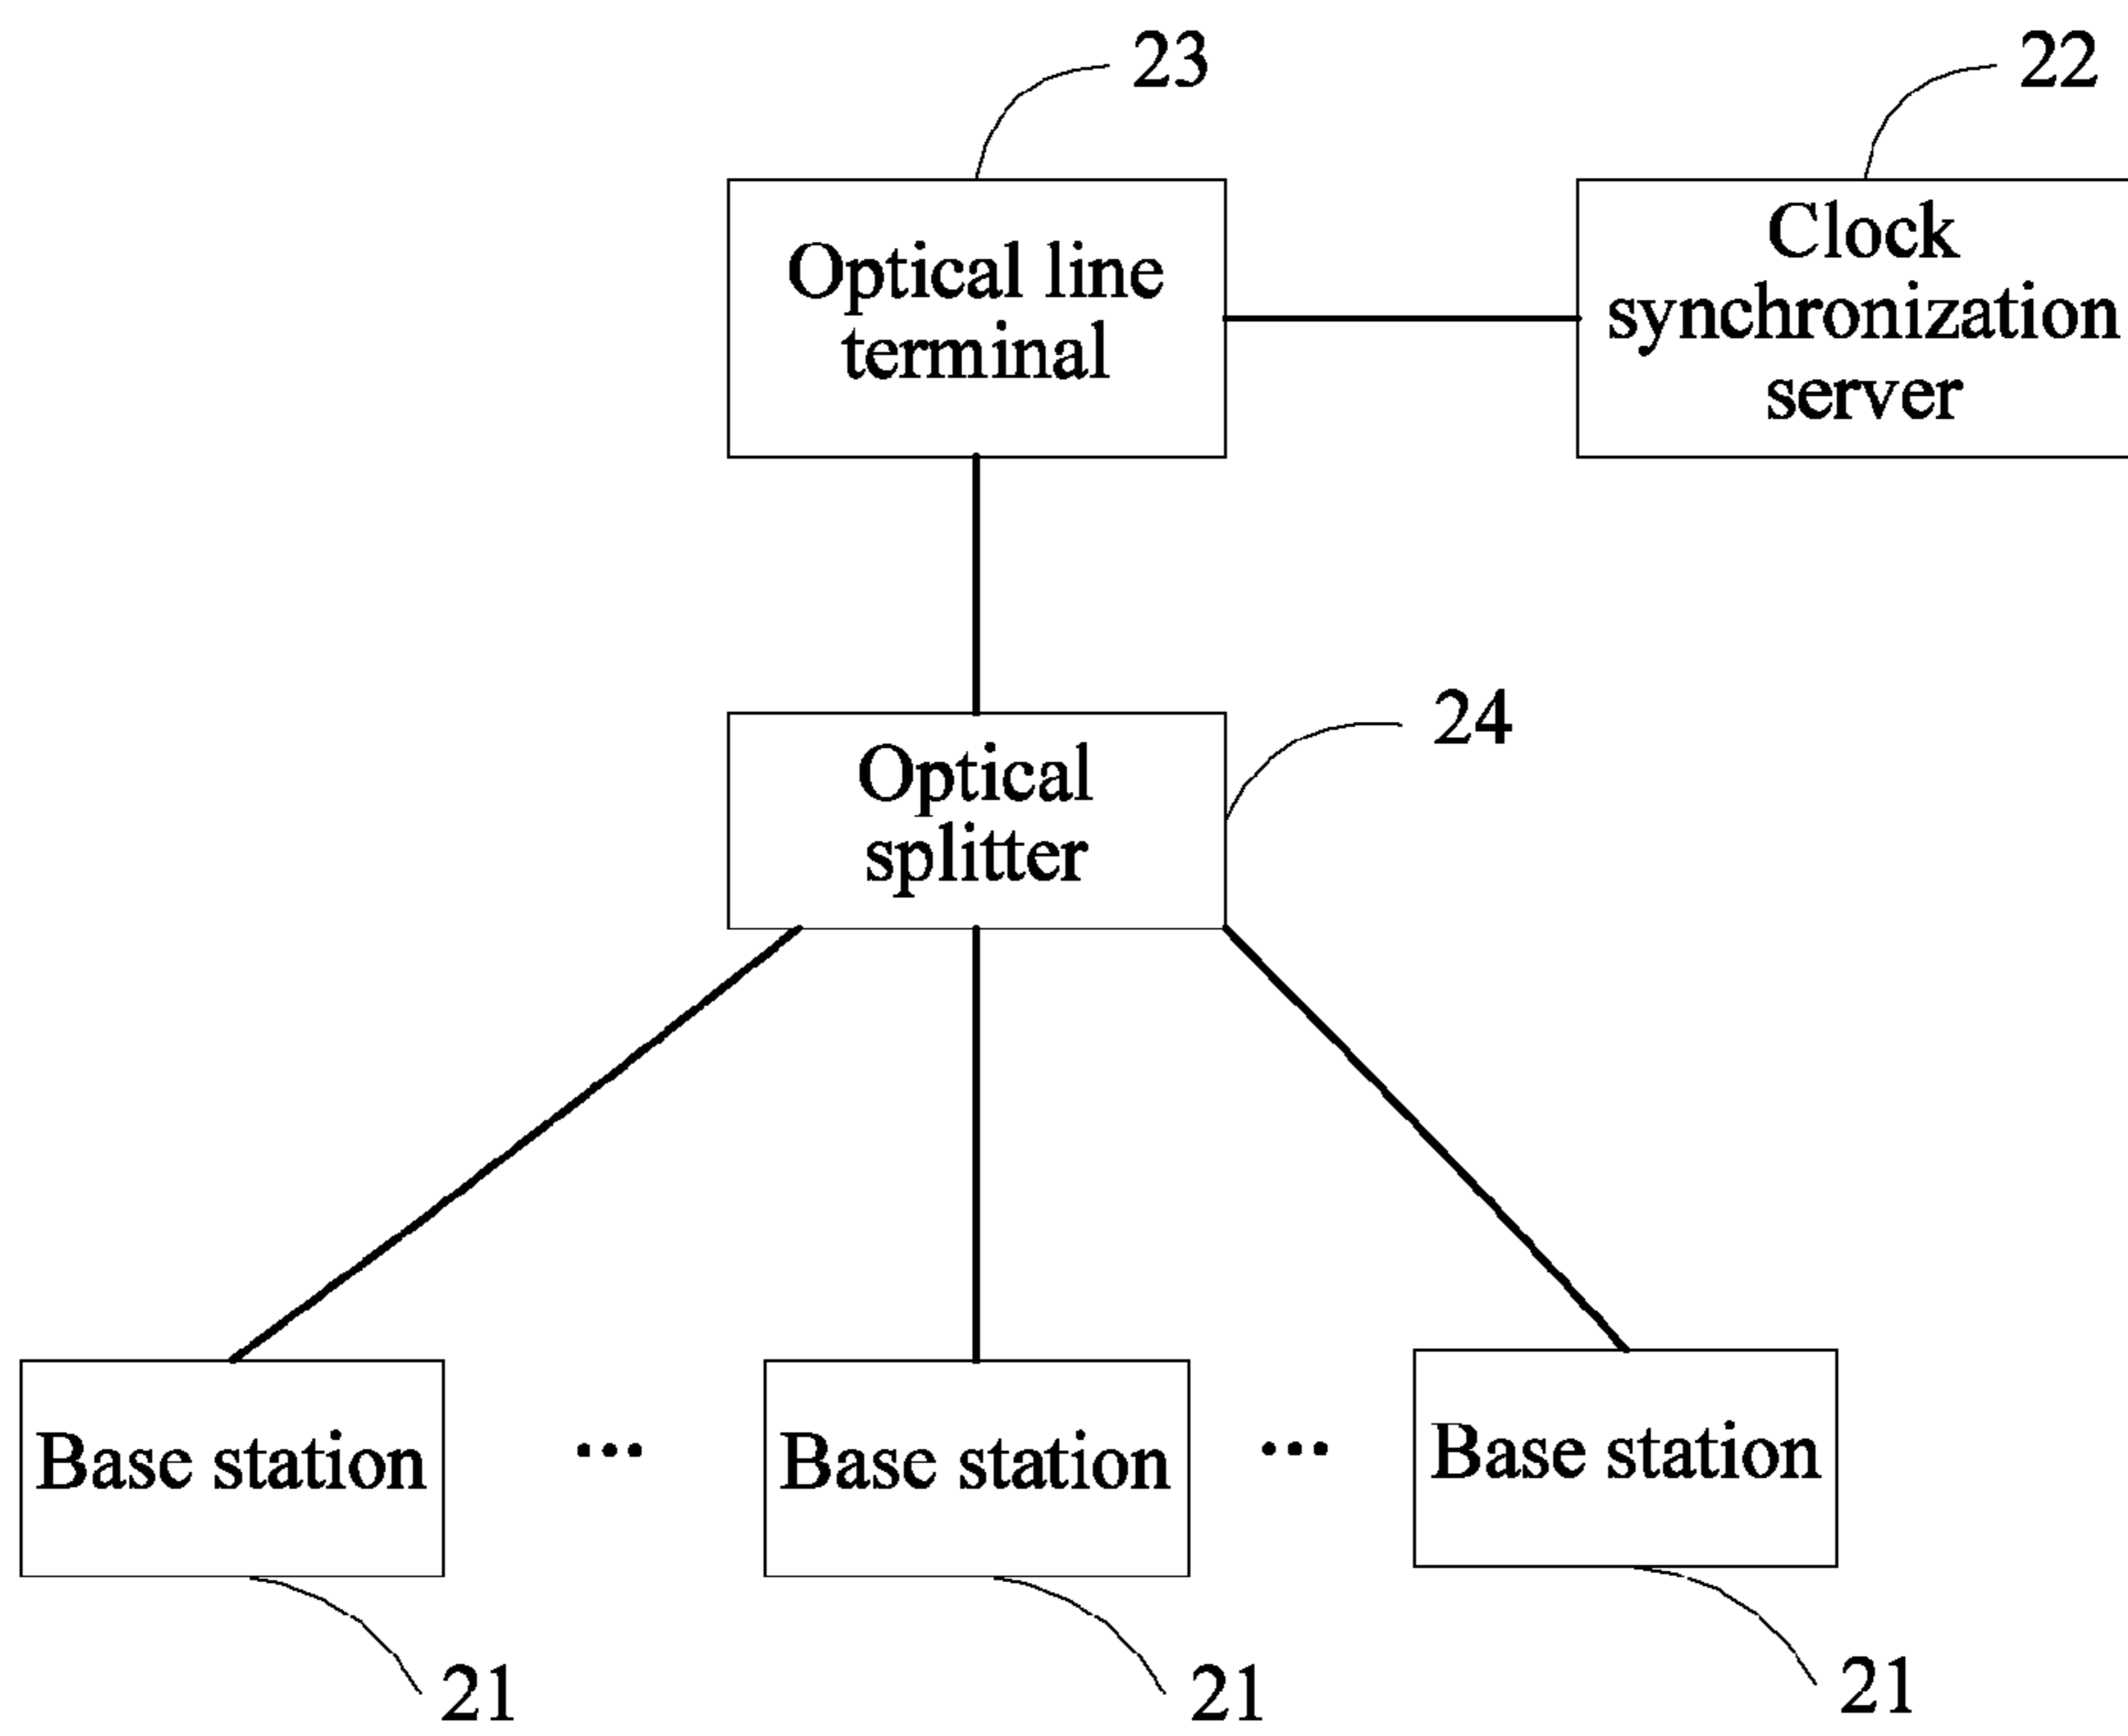 23
22
Optical line
terminal
Clock
synchronization
server
24
Optical
splitter
Base station
...
Base station
...
Base station
21
21
21